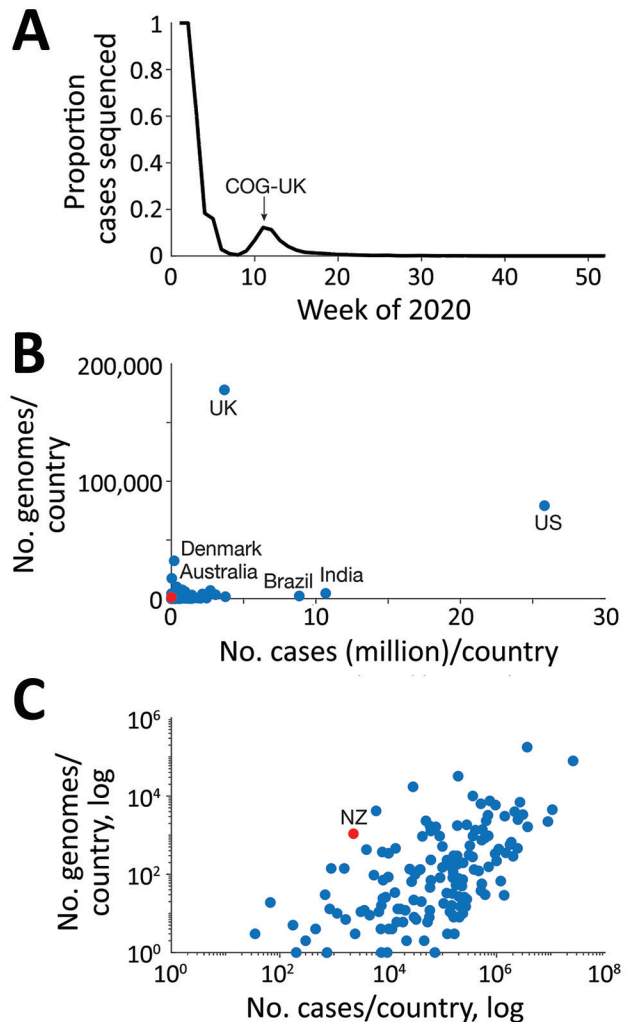 A
Proportion
cases sequenced
1
0.8
0.6
0.4
0.2
0
COG-UK
0 10 20 30 40 50
Week of 2020
B
No. genomes/
country
200,000
100,000
0
UK
US
Denmark
Australia
Brazil
India
0 10 20 30
No. cases (million)/country
C
No. genomes/
country, log
10⁶
10⁴
10²
10⁰
NZ
10⁰ 10² 10⁴ 10⁶ 10⁸
No. cases/country, log